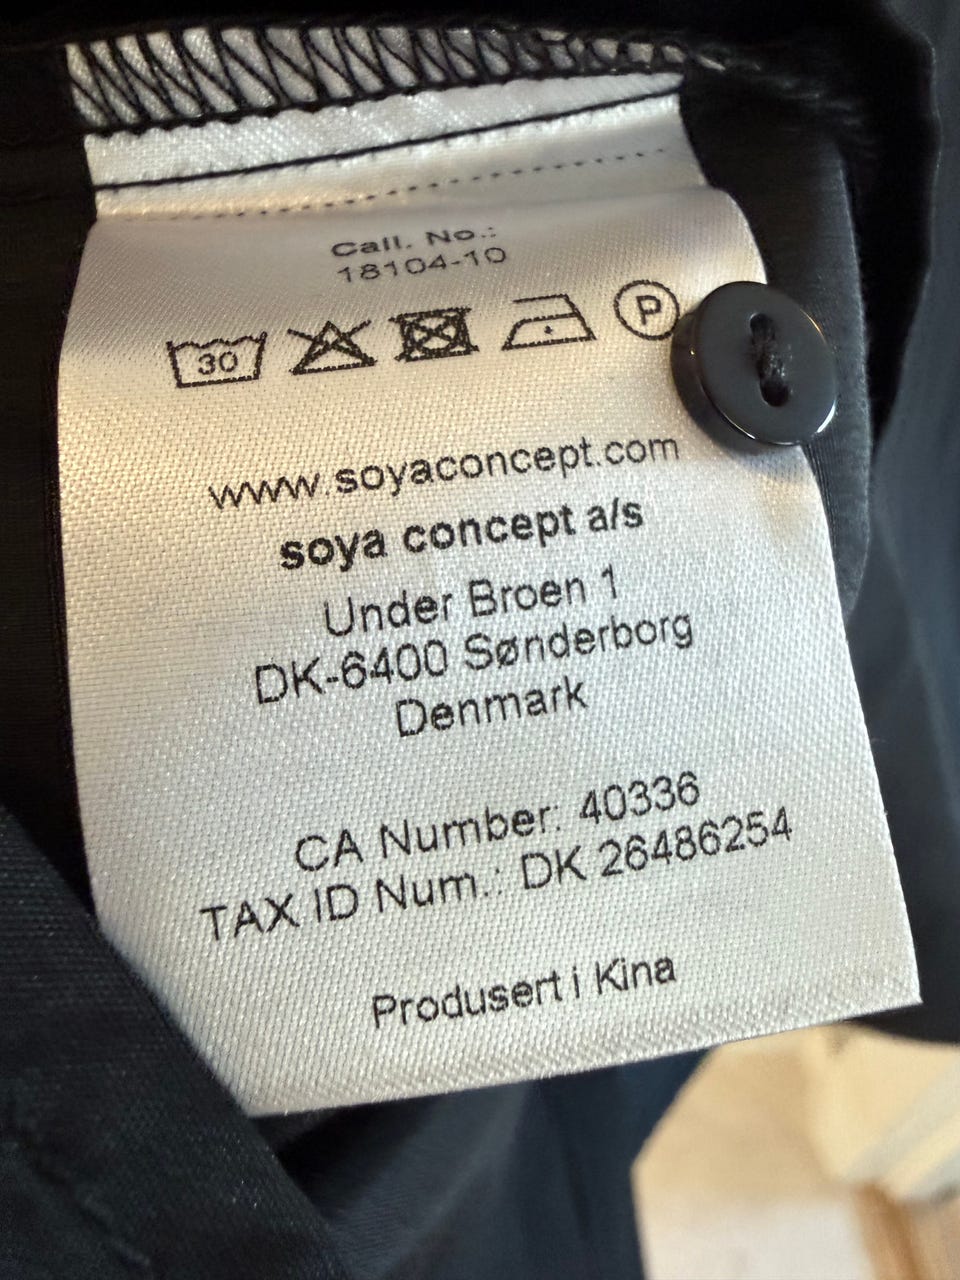 Call. No.:
18104-10
30 P
www.soyaconcept.com
soya concept a/s
Under Broen 1
DK-6400 Sønderborg
Denmark
CA Number: 40336
TAX ID Num.: DK 26486254
Produsert i Kina